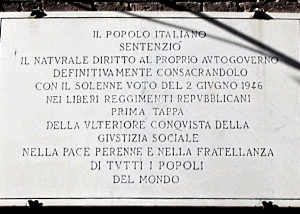 IL POPOLO ITALIANO
SENTENZIÒ
IL NATVRALE DIRITTO AL PROPRIO AVTOGOVERNO
DEFINITIVAMENTE CONSACRANDOLO
CON IL SOLENNE VOTO DEL 2 GIVGNO 1946
NEI LIBERI REGGIMENTI REPVBBLICANI
PRIMA TAPPA
DELLA VLTERIORE CONQVISTA DELLA
GIVSTIZIA SOCIALE
NELLA PACE PERENNE E NELLA FRATELLANZA
DI TVTTI I POPOLI
DEL MONDO